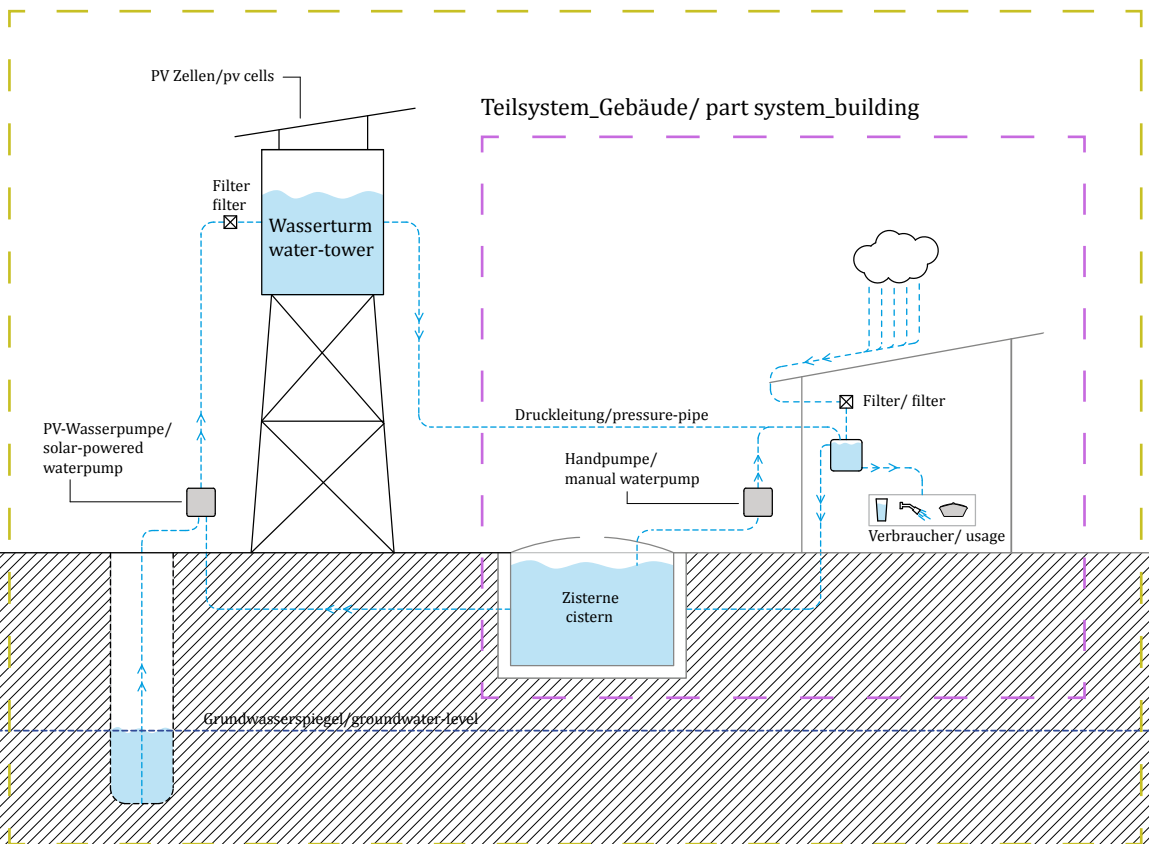 PV Zellen/pv cells
Teilsystem_Gebäude/ part system_building
Filter
filter
Wasserturm
water-tower
Filter/ filter
Druckleitung/pressure-pipe
PV-Wasserpumpe/
solar-powered
waterpump
Handpumpe/
manual waterpump
Verbraucher/ usage
Zisterne
cistern
Grundwasserspiegel/groundwater-level